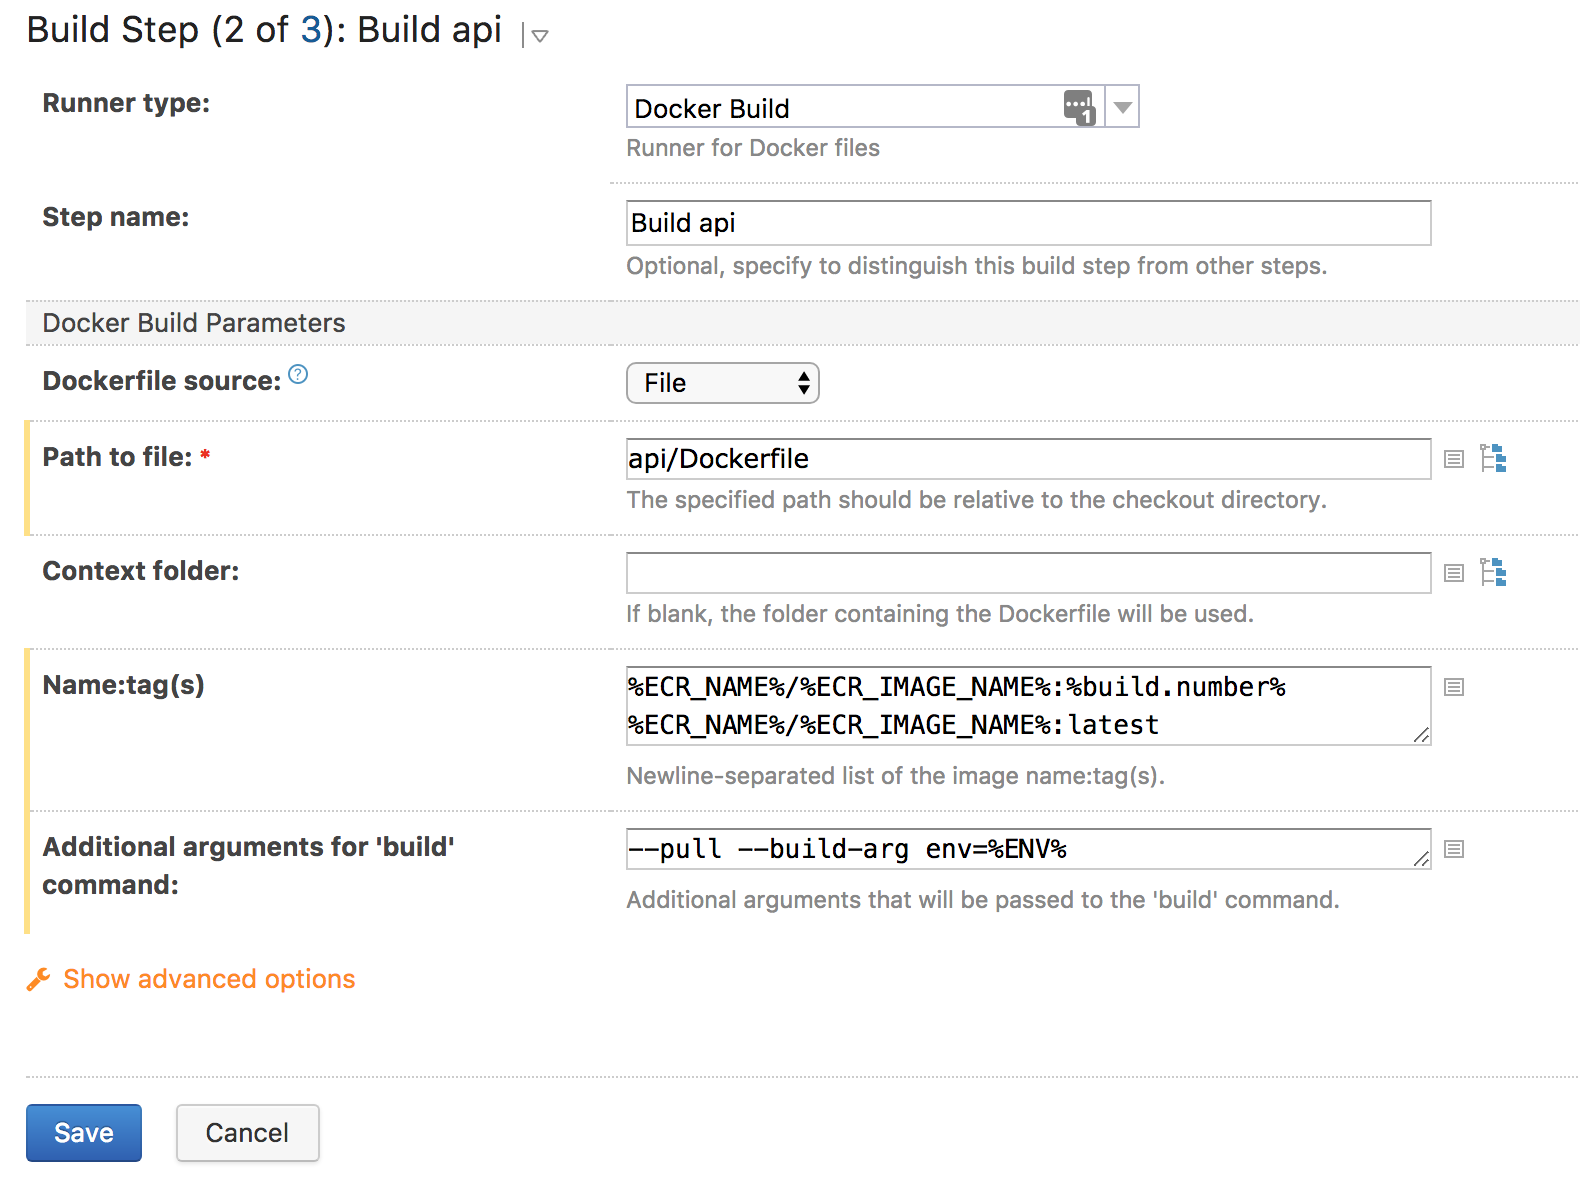 Build Step (2 of 3): Build api
Runner type:
Docker Build
1
Runner for Docker files
Step name:
Build api
Optional, specify to distinguish this build step from other steps.
Docker Build Parameters
Dockerfile source: ?
File
Path to file: *
api/Dockerfile
The specified path should be relative to the checkout directory.
Context folder:
If blank, the folder containing the Dockerfile will be used.
Name:tag(s)
%ECR_NAME%/%ECR_IMAGE_NAME%:%build.number%
%ECR_NAME%/%ECR_IMAGE_NAME%:latest
Newline-separated list of the image name:tag(s).
Additional arguments for 'build'
command:
--pull --build-arg env=%ENV%
Additional arguments that will be passed to the 'build' command.
Show advanced options
Save
Cancel